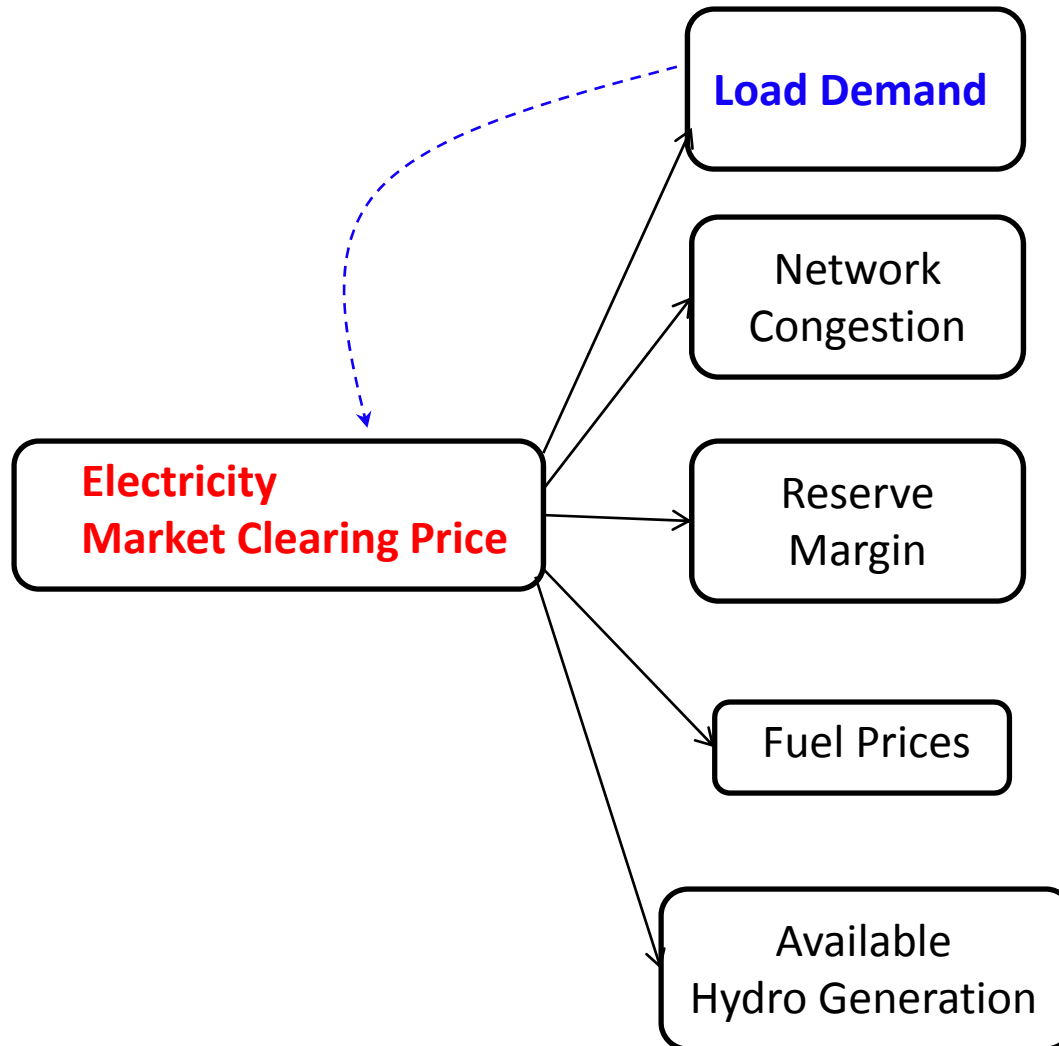 Load Demand
Network
Congestion
Electricity
Market Clearing Price
Reserve
Margin
Fuel Prices
Available
Hydro Generation